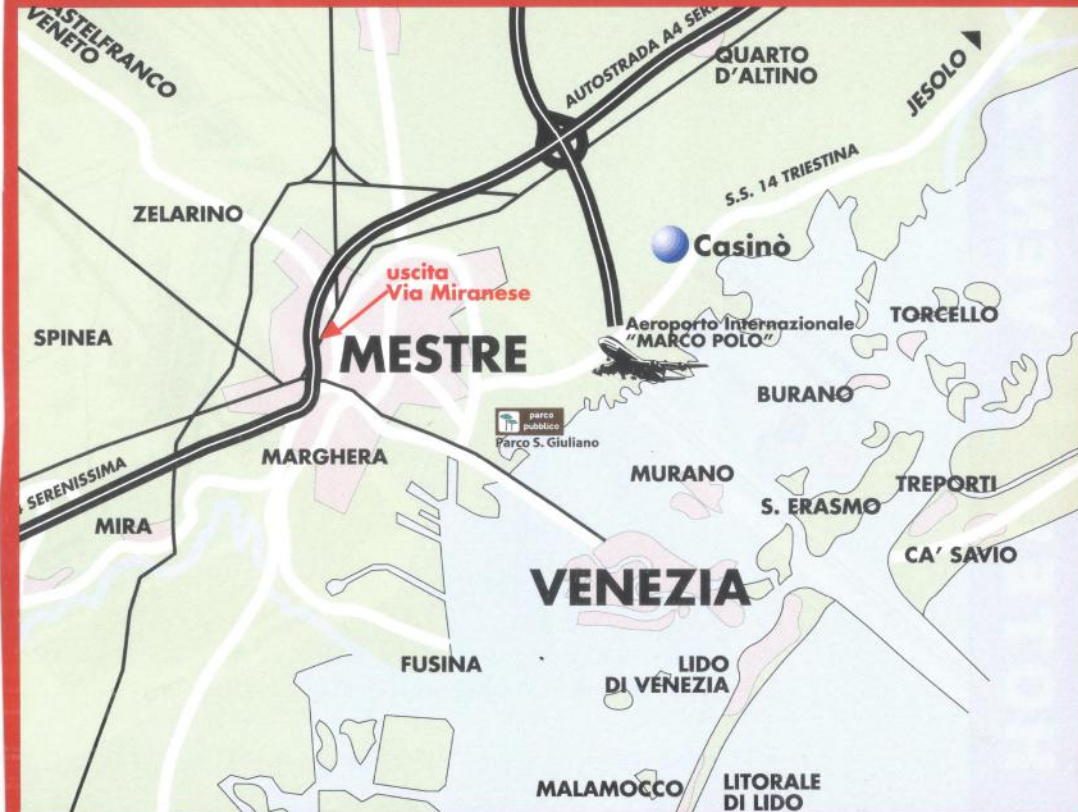 CASTELFRANCO
VENETO
AUTOSTRADA A4
QUARTO
D'ALTINO
JESOLO
S.S. 14 TRIESTINA
ZELARINO
Casinò
uscita
Via Miranese
SPINEA
MESTRE
Aeroporto Internazionale
"MARCO POLO"
TORCELLO
BURANO
parco
pubblico
Parco S. Giuliano
MARGHERA
MURANO
SERENISSIMA
TREPORTI
S. ERASMO
MIRA
CA' SAVIO
VENEZIA
FUSINA
LIDO
DI VENEZIA
MALAMOCCO
LITORALE
DI LIDO